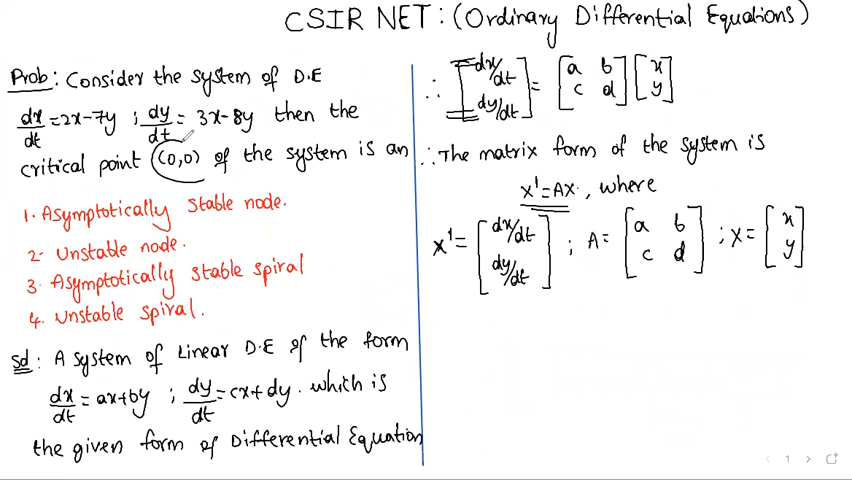 CSIR NET: (Ordinary Differential Equations)
Prob: Consider the system of D.E
dx/dt = 2x-7y ; dy/dt = 3x-8y then the
critical point (0,0) of the system is an
1. Asymptotically stable node.
2. Unstable node.
3. Asymptotically stable spiral
4. Unstable spiral.
Sol: A system of Linear D.E of the form
dx/dt = ax+by ; dy/dt = cx+dy. which is
the given form of Differential Equation
∴ [dx/dt dy/dt] = [a b c d] [x y]
∴ The matrix form of the system is
x' = Ax, where
x' = [dx/dt dy/dt] ; A = [a b c d] ; X = [x y]
1